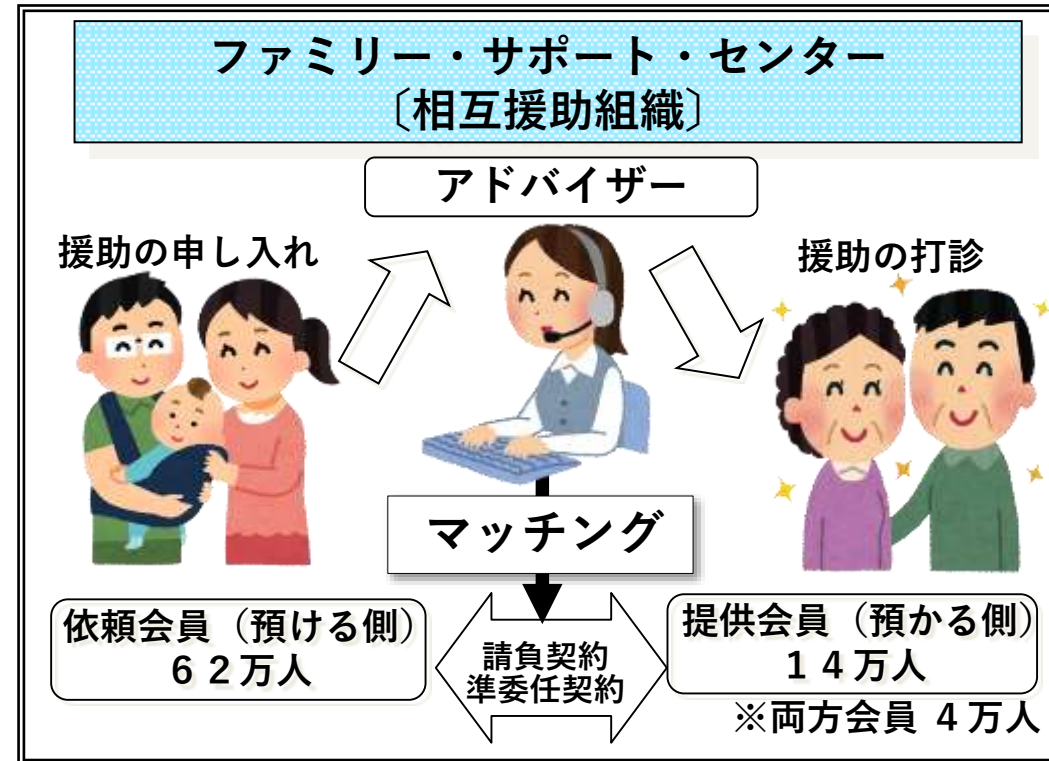 ファミリー・サポート・センター
〔相互援助組織〕
アドバイザー
援助の申し入れ
援助の打診
マッチング
依頼会員（預ける側）
６２万人
請負契約
準委任契約
提供会員（預かる側）
１４万人
※両方会員 ４万人